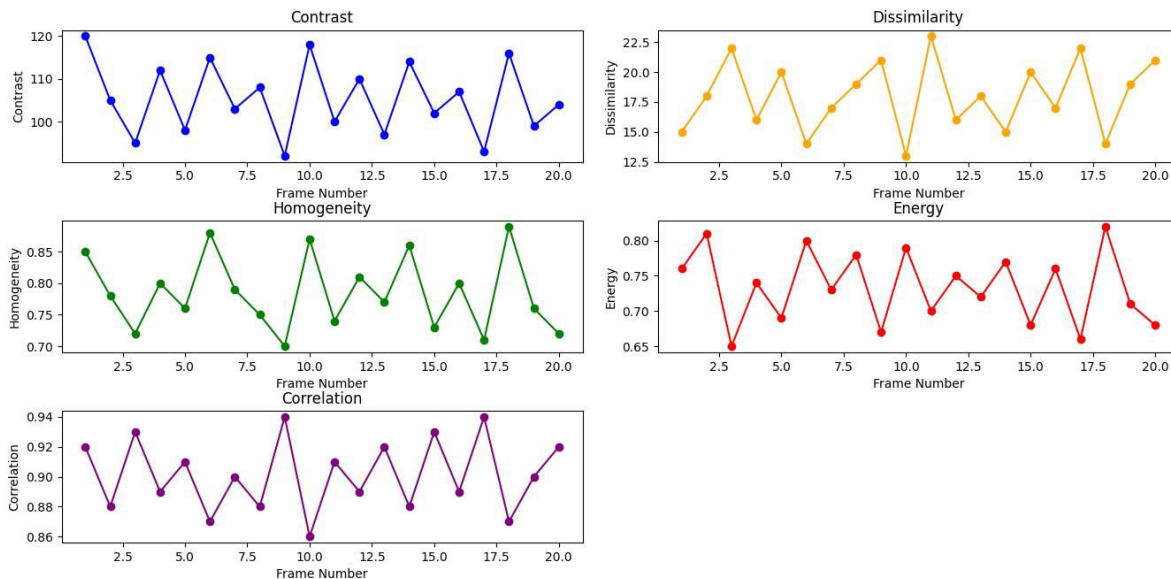 Contrast
Contrast
120
110
100
2.5 5.0 7.5 10.0 12.5 15.0 17.5 20.0
Frame Number
Dissimilarity
Dissimilarity
22.5
20.0
17.5
15.0
12.5
2.5 5.0 7.5 10.0 12.5 15.0 17.5 20.0
Frame Number
Homogeneity
Homogeneity
0.85
0.80
0.75
0.70
2.5 5.0 7.5 10.0 12.5 15.0 17.5 20.0
Frame Number
Energy
Energy
0.80
0.75
0.70
0.65
2.5 5.0 7.5 10.0 12.5 15.0 17.5 20.0
Frame Number
Correlation
Correlation
0.94
0.92
0.90
0.88
0.86
2.5 5.0 7.5 10.0 12.5 15.0 17.5 20.0
Frame Number